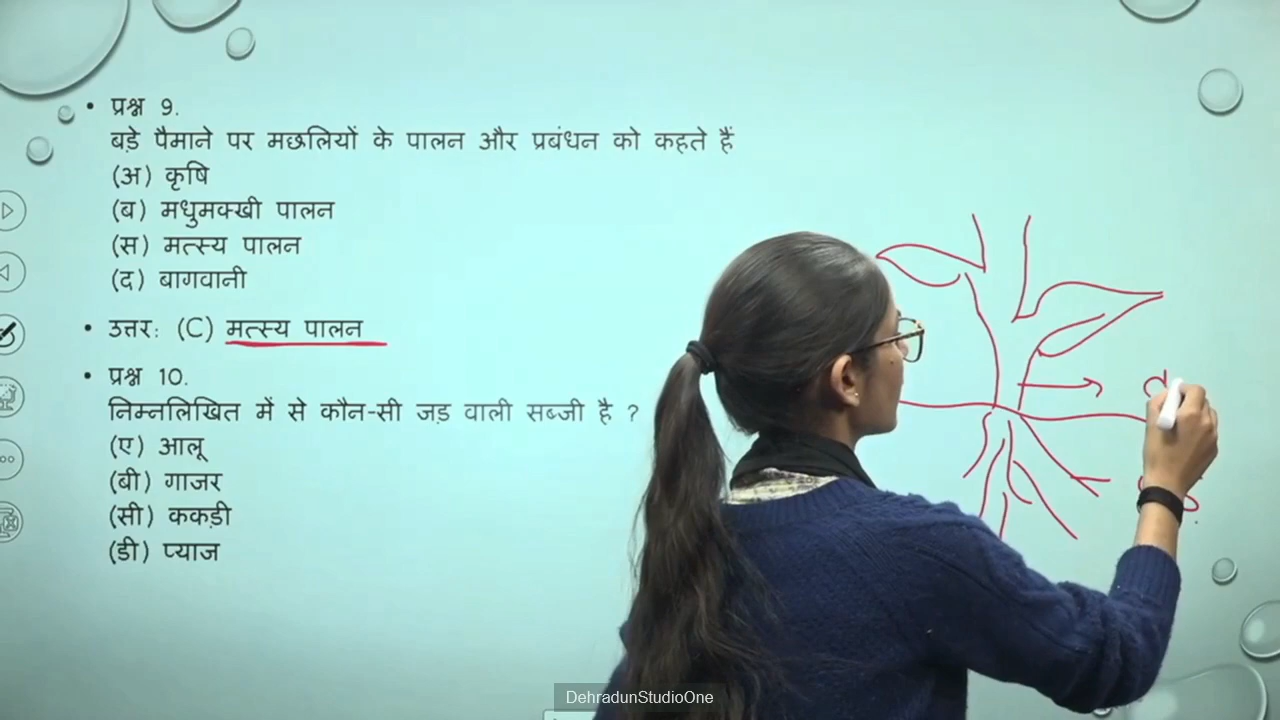 प्रश्न 9.
बड़े पैमाने पर मछलियों के पालन और प्रबंधन को कहते हैं
(अ) कृषि
(ब) मधुमक्खी पालन
(स) मत्स्य पालन
(द) बागवानी
उत्तर: (C) मत्स्य पालन
प्रश्न 10.
निम्नलिखित में से कौन-सी जड़ वाली सब्जी है ?
(ए) आलू
(बी) गाजर
(सी) ककड़ी
(डी) प्याज
DehradunStudioOne